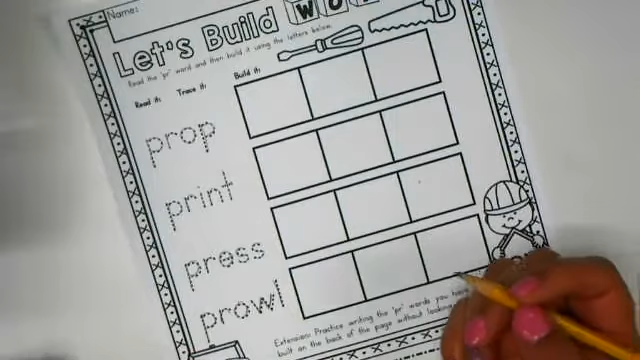 Name:
Let's Build WO
Read the 'pr' word and then build it using the letters below.
Read it: Trace it: Build it:
prop
print
press
prowl
Extension: Practice writing the 'pr' words you have
built on the back of the page without looking